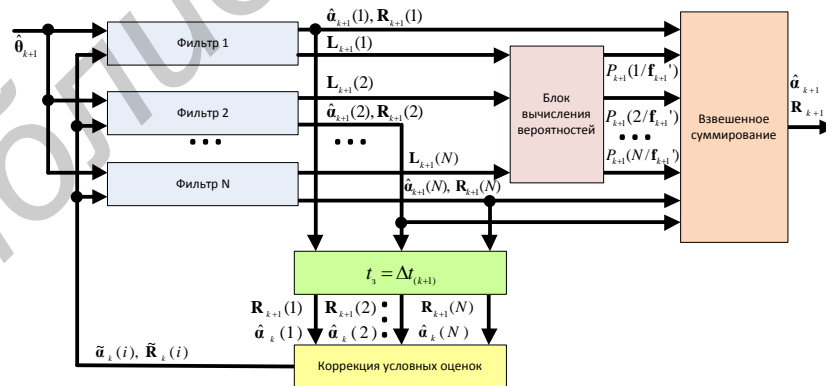 θ̂ₖ₊₁
Фильтр 1
α̂ₖ₊₁(1), Rₖ₊₁(1)
Lₖ₊₁(1)
Lₖ₊₁(2)
Фильтр 2
α̂ₖ₊₁(2), Rₖ₊₁(2)
Lₖ₊₁(N)
Фильтр N
α̂ₖ₊₁(N), Rₖ₊₁(N)
Блок
вычисления
вероятностей
Pₖ₊₁(1/fₖ₊₁')
Pₖ₊₁(2/fₖ₊₁')
Pₖ₊₁(N/fₖ₊₁')
Взвешенное
суммирование
α̂ₖ₊₁
Rₖ₊₁
t₃ = Δt₍ₖ₊₁₎
Rₖ₊₁(1) Rₖ₊₁(2) Rₖ₊₁(N)
α̂ₖ(1) α̂ₖ(2) α̂ₖ(N)
α̃ₖ(i), R̃ₖ(i)
Коррекция условных оценок